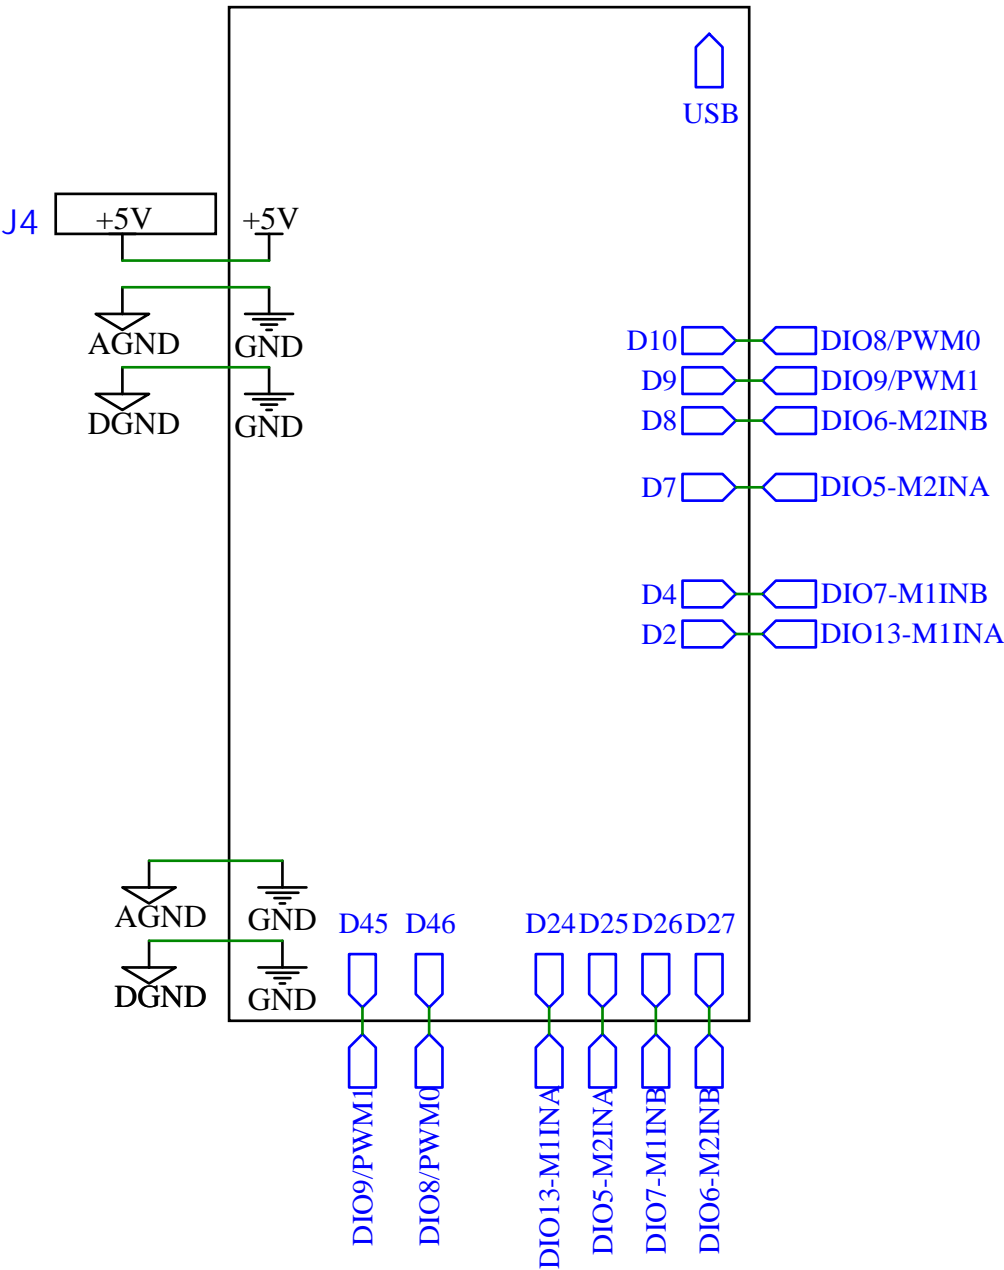 USB
J4 +5V +5V
AGND GND
DGND GND
D10 DIO8/PWM0
D9 DIO9/PWM1
D8 DIO6-M2INB
D7 DIO5-M2INA
D4 DIO7-M1INB
D2 DIO13-M1INA
AGND GND
DGND GND
D45 D46 D24 D25 D26 D27
DIO9/PWM1
DIO8/PWM0
DIO13-M1INA
DIO5-M2INA
DIO7-M1INB
DIO6-M2INB